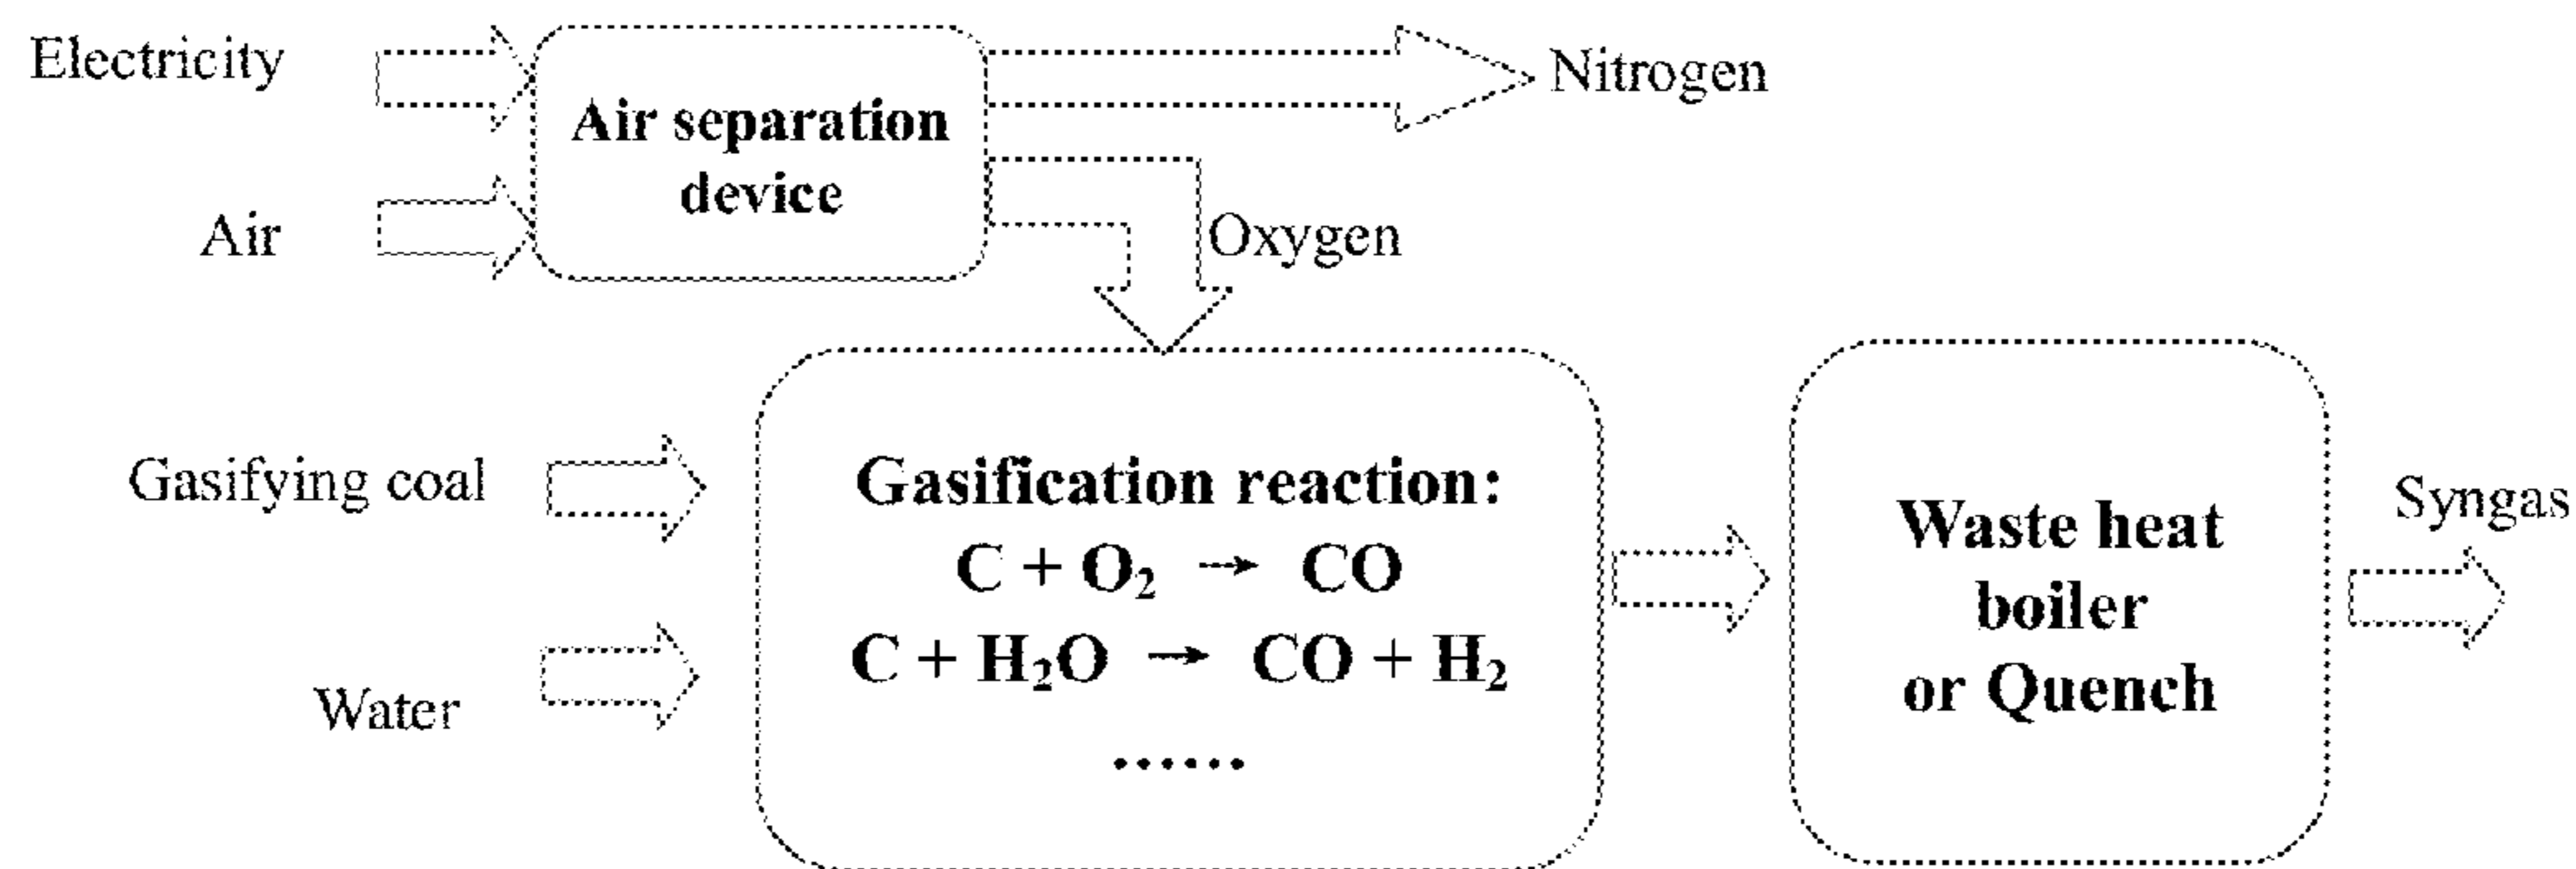 Electricity
Nitrogen
Air separation
device
Air
Oxygen
Gasifying coal
Water
Gasification reaction:
C + O₂ → CO
C + H₂O → CO + H₂
......
Waste heat
boiler
or Quench
Syngas